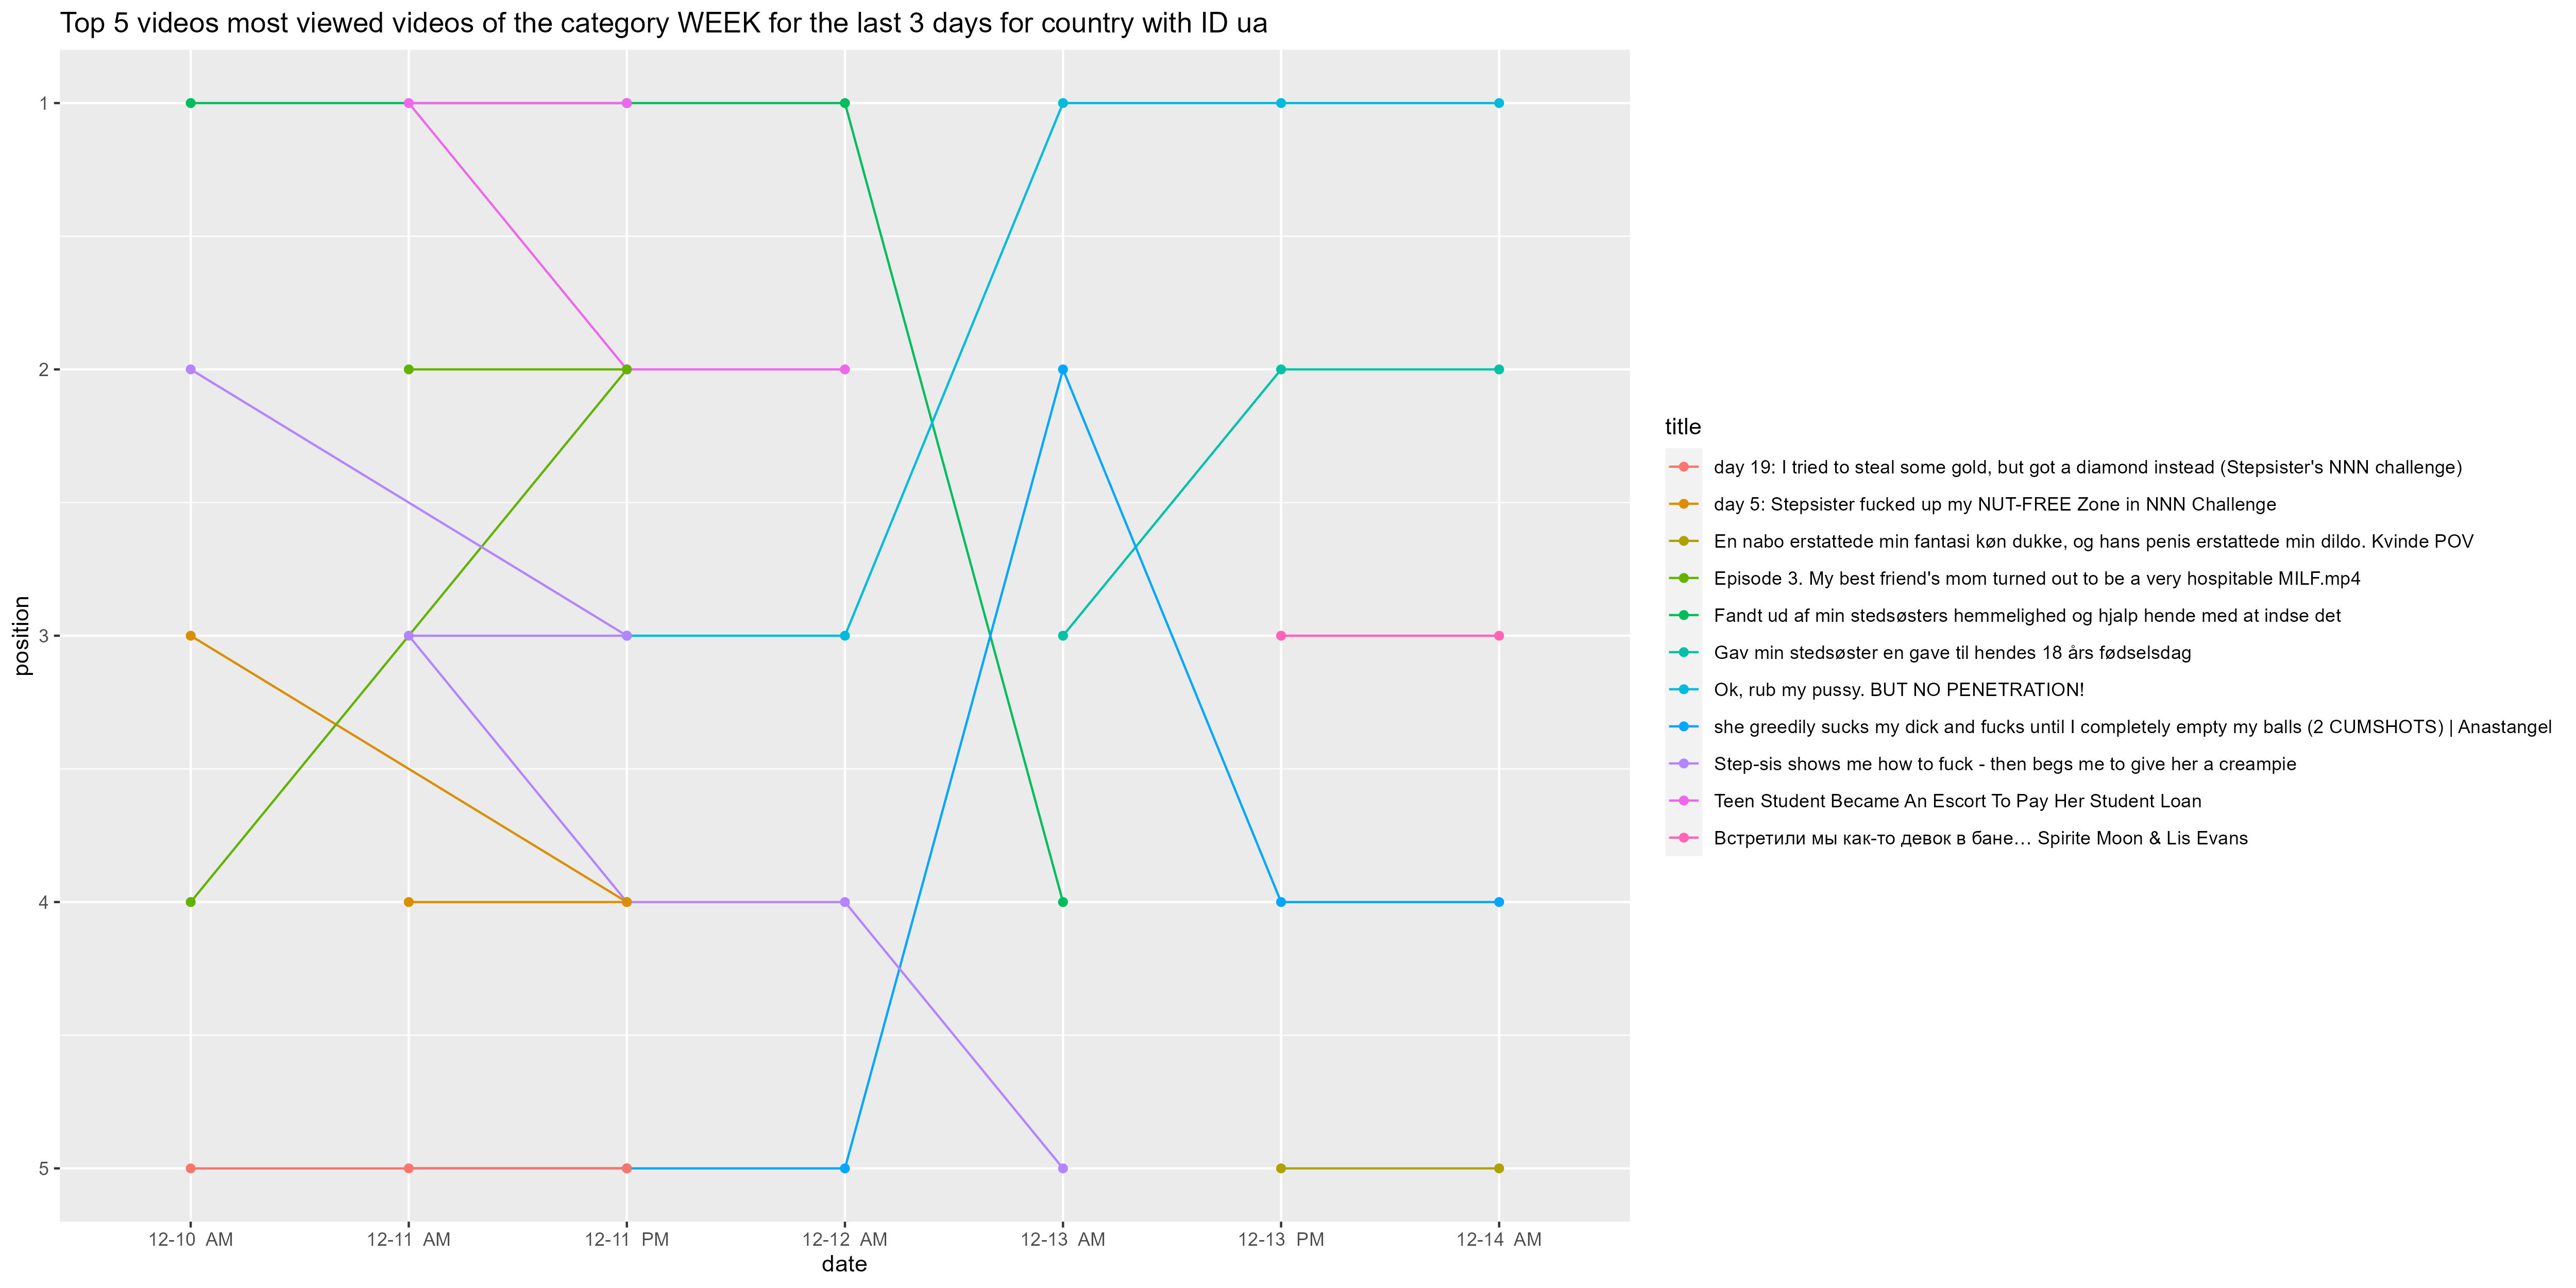 Top 5 videos most viewed videos of the category WEEK for the last 3 days for country with ID ua
position
1
2
3
4
5
12-10 AM
12-11 AM
12-11 PM
12-12 AM
12-13 AM
12-13 PM
12-14 AM
date
title
day 19: I tried to steal some gold, but got a diamond instead (Stepsister's NNN challenge)
day 5: Stepsister fucked up my NUT-FREE Zone in NNN Challenge
En nabo erstattede min fantasi køn dukke, og hans penis erstattede min dildo. Kvinde POV
Episode 3. My best friend's mom turned out to be a very hospitable MILF.mp4
Fandt ud af min stedsøsters hemmelighed og hjalp hende med at indse det
Gav min stedsøster en gave til hendes 18 års fødselsdag
Ok, rub my pussy. BUT NO PENETRATION!
she greedily sucks my dick and fucks until I completely empty my balls (2 CUMSHOTS) | Anastangel
Step-sis shows me how to fuck - then begs me to give her a creampie
Teen Student Became An Escort To Pay Her Student Loan
Встретили мы как-то девок в бане… Spirite Moon & Lis Evans